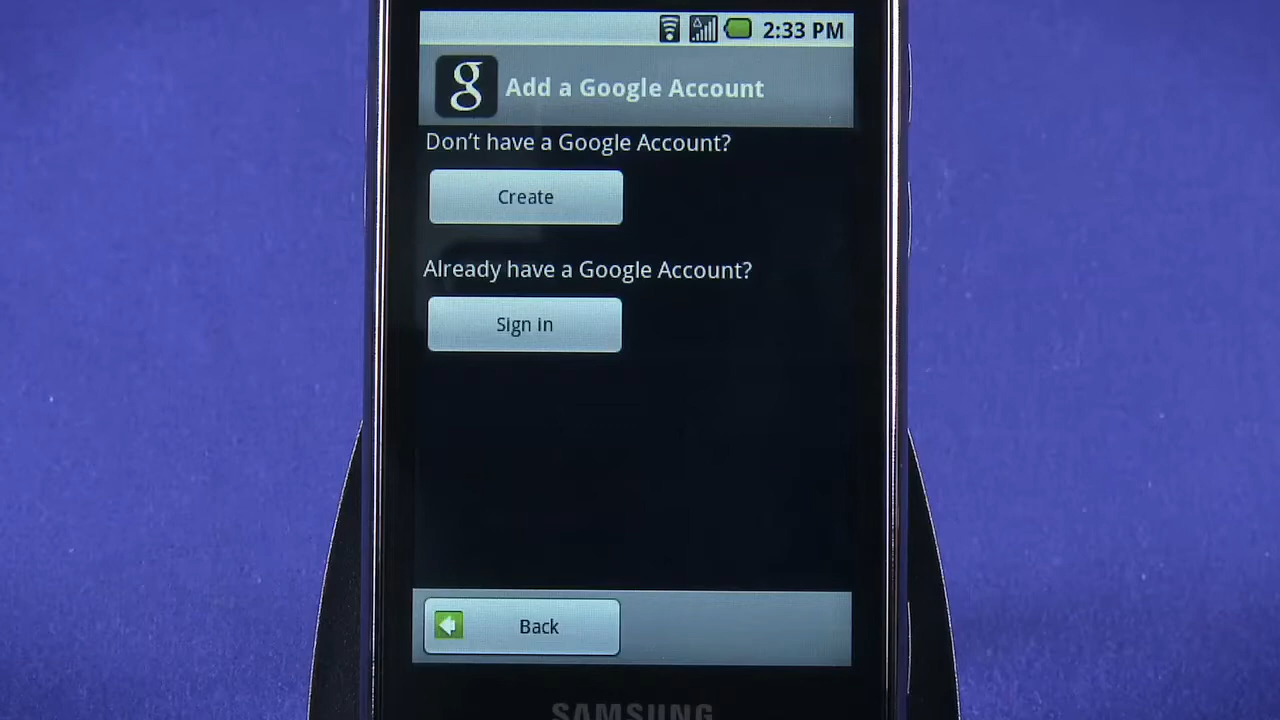 2:33 PM
g Add a Google Account
Don't have a Google Account?
Create
Already have a Google Account?
Sign in
Back
SAMSUNG